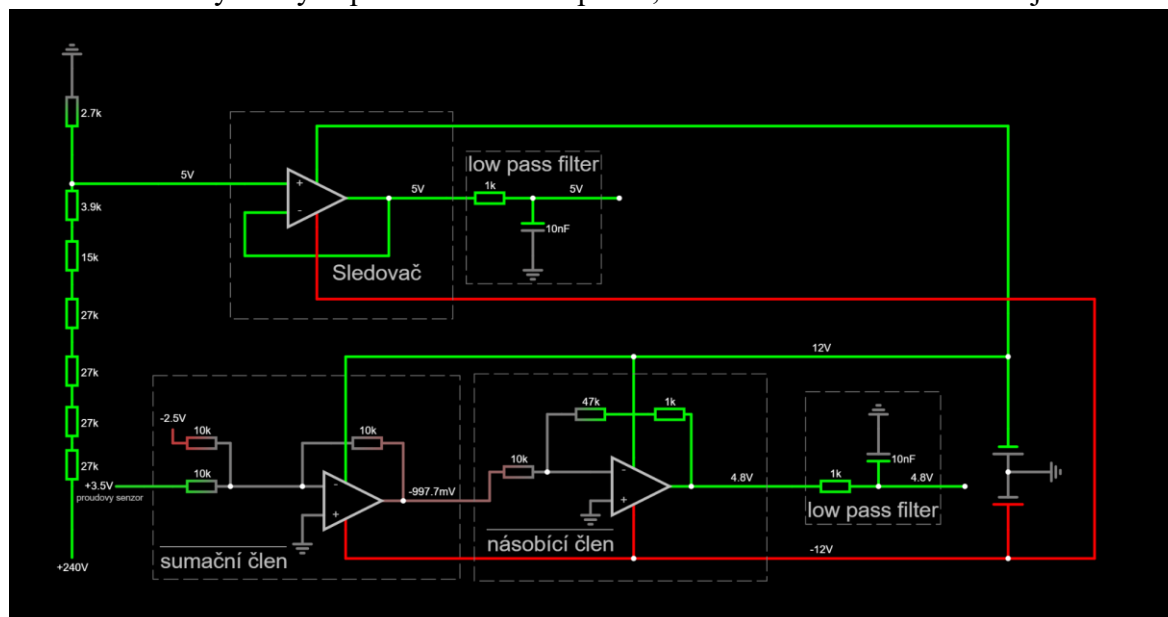 2.7k
5V
3.9k
15k
27k
27k
27k
27k
+3.5V
proudovy senzor
+240V
+
-
5V
Sledovač
low pass filter
1k
5V
10nF
12V
-2.5V
10k
10k
10k
-
+
-997.7mV
sumační člen
10k
47k
1k
-
+
4.8V
násobící člen
1k
10nF
4.8V
low pass filter
-12V